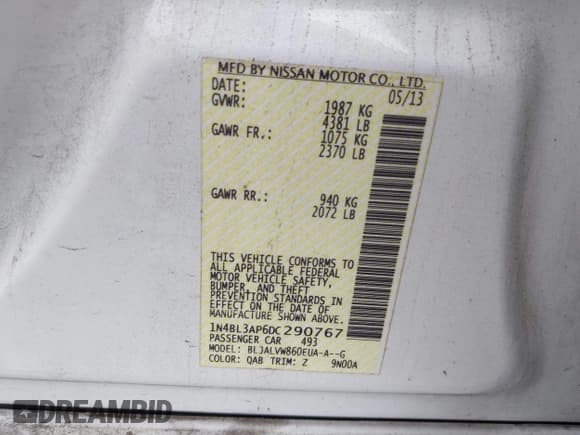 MFD BY NISSAN MOTOR CO., LTD.
DATE: 05/13
GVWR: 1987 KG
4381 LB
GAWR FR.: 1075 KG
2370 LB
GAWR RR.: 940 KG
2072 LB
THIS VEHICLE CONFORMS TO
ALL APPLICABLE FEDERAL
MOTOR VEHICLE SAFETY,
BUMPER, AND THEFT
PREVENTION STANDARDS IN
EFFECT ON THE DATE OF
MANUFACTURE SHOWN ABOVE.
1N4BL3AP6DC290767
PASSENGER CAR 493
MODEL: BLJALVW860EUA-A--G
COLOR: QAB TRIM: Z 9N00A
DREAMBID